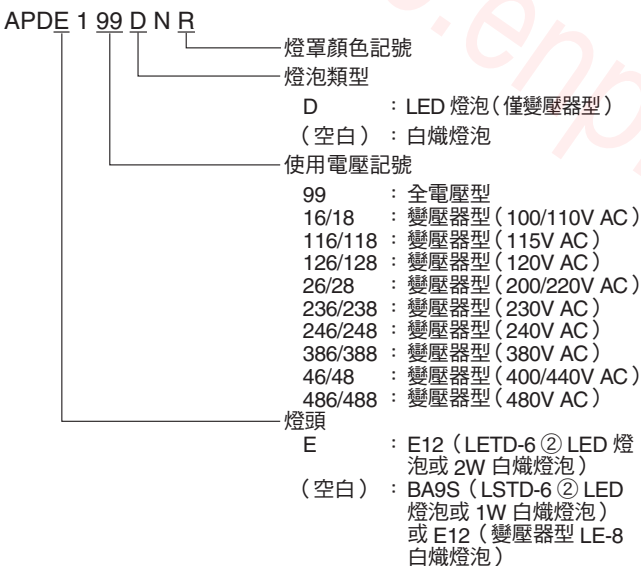 APDE 1 99 D N R
燈罩顏色記號
燈泡類型
D : LED 燈泡(僅變壓器型)
(空白) : 白熾燈泡
使用電壓記號
99 : 全電壓型
16/18 : 變壓器型(100/110V AC)
116/118 : 變壓器型(115V AC)
126/128 : 變壓器型(120V AC)
26/28 : 變壓器型(200/220V AC)
236/238 : 變壓器型(230V AC)
246/248 : 變壓器型(240V AC)
386/388 : 變壓器型(380V AC)
46/48 : 變壓器型(400/440V AC)
486/488 : 變壓器型(480V AC)
燈頭
E : E12(LETD-6 ② LED 燈
泡或 2W 白熾燈泡)
(空白) : BA9S(LSTD-6 ② LED
燈泡或 1W 白熾燈泡)
或 E12(變壓器型 LE-8
白熾燈泡)